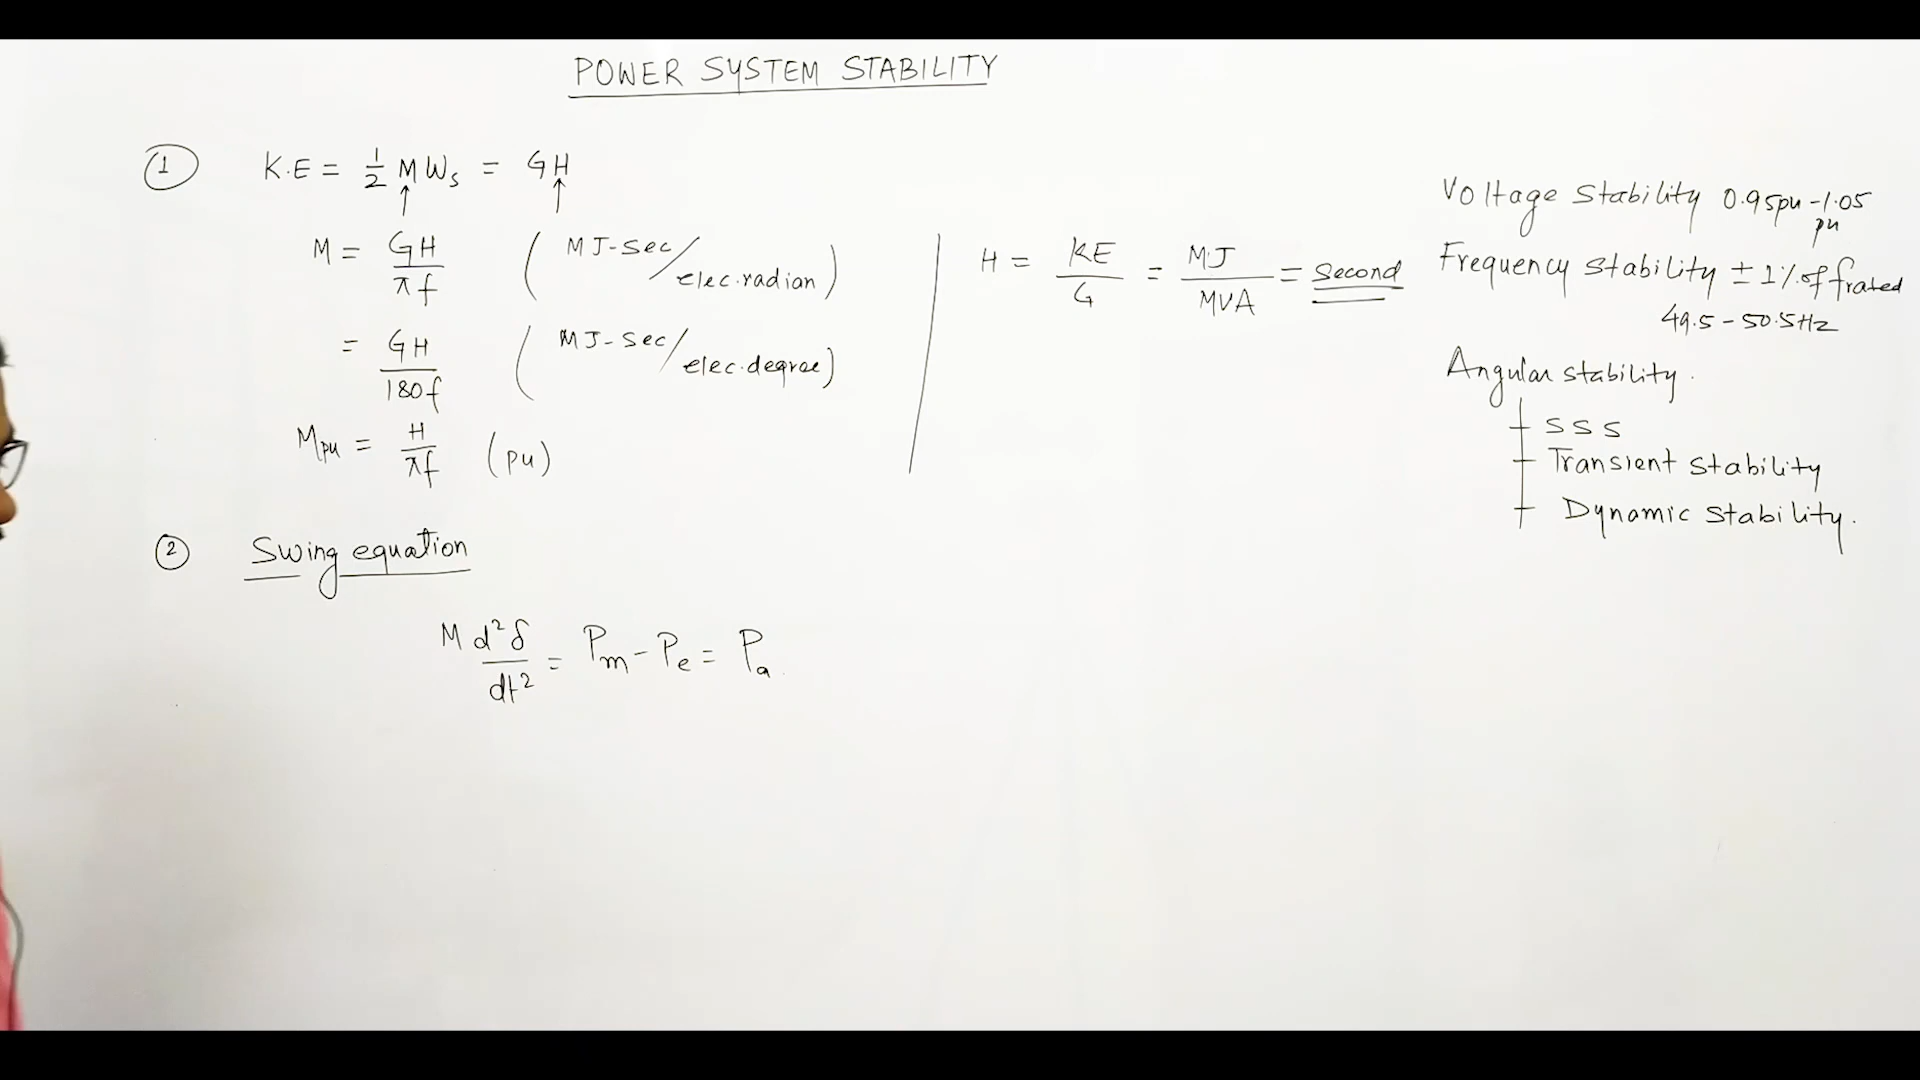 POWER SYSTEM STABILITY
① K.E = 1/2 M Ws = GH
M = GH/πf (MJ-sec/elec.radian)
= GH/180f (MJ-sec/elec.degree)
Mpu = H/πf (pu)
② Swing equation
M d²δ/dt² = Pm - Pe = Pa
H = KE/G = MJ/MVA = second
Voltage stability 0.95pu-1.05
pu
Frequency stability ± 1% of frated
49.5 - 50.5Hz
Angular stability.
SSS
Transient stability
Dynamic stability.